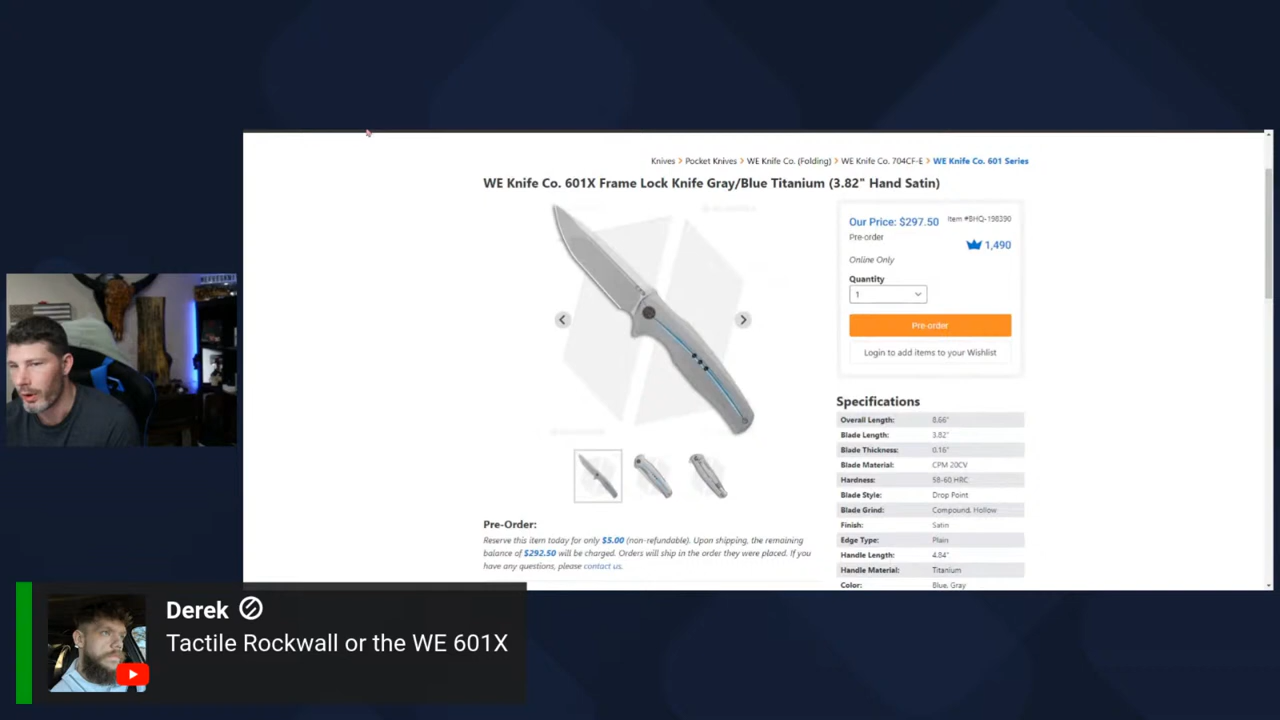 Knives > Pocket Knives > WE Knife Co. (Folding) > WE Knife Co. 704CF-E > WE Knife Co. 601 Series
WE Knife Co. 601X Frame Lock Knife Gray/Blue Titanium (3.82" Hand Satin)
Our Price: $297.50
Item #BHQ-198390
Pre-order
1,490
Online Only
Quantity
1
Pre-order
Login to add items to your Wishlist
Specifications
Overall Length: 8.66"
Blade Length: 3.82"
Blade Thickness: 0.16"
Blade Material: CPM 20CV
Hardness: 58-60 HRC
Blade Style: Drop Point
Blade Grind: Compound, Hollow
Finish: Satin
Edge Type: Plain
Handle Length: 4.84"
Handle Material: Titanium
Color: Blue, Gray
Pre-Order:
Reserve this item today for only $5.00 (non-refundable). Upon shipping, the remaining
balance of $292.50 will be charged. Orders will ship in the order they were placed. If you
have any questions, please contact us.
Derek
Tactile Rockwall or the WE 601X